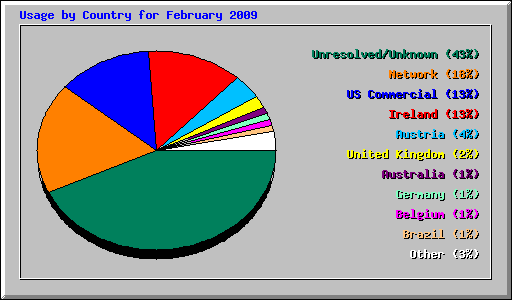 Usage by Country for February 2009
Unresolved/Unknown (43%)
Network (18%)
US Commercial (13%)
Ireland (13%)
Austria (4%)
United Kingdom (2%)
Australia (1%)
Germany (1%)
Belgium (1%)
Brazil (1%)
Other (3%)